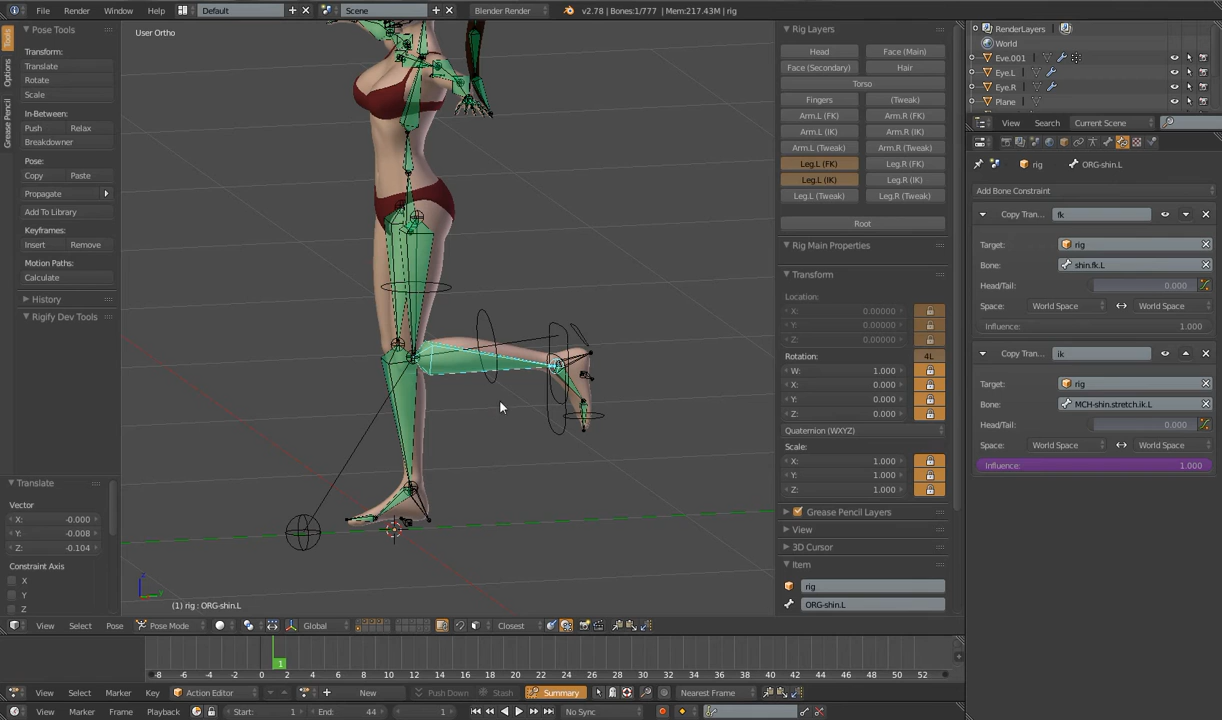 File Render Window Help Default Scene Blender Render v2.78 | Bones:1/777 | Mem:217.43M | rig
Tools
Options
Grease Pencil
Pose Tools
Transform:
Translate
Rotate
Scale
In-Between:
Push Relax
Breakdowner
Pose:
Copy Paste
Propagate
Add To Library
Keyframes:
Insert Remove
Motion Paths:
Calculate
History
Rigify Dev Tools
Translate
Vector
X: -0.000
Y: -0.008
Z: -0.104
Constraint Axis
X
Y
Z
User Ortho
(1) rig : ORG-shin.L
Rig Layers
Head Face (Main)
Face (Secondary) Hair
Torso
Fingers (Tweak)
Arm.L (FK) Arm.R (FK)
Arm.L (IK) Arm.R (IK)
Arm.L (Tweak) Arm.R (Tweak)
Leg.L (FK) Leg.R (FK)
Leg.L (IK) Leg.R (IK)
Leg.L (Tweak) Leg.R (Tweak)
Root
Rig Main Properties
Transform
Location:
X: 0.00000
Y: 0.00000
Z: 0.00000
Rotation: 4L
W: 1.000
X: 0.000
Y: 0.000
Z: 0.000
Quaternion (WXYZ)
Scale:
X: 1.000
Y: 1.000
Z: 1.000
Grease Pencil Layers
View
3D Cursor
Item
rig
ORG-shin.L
RenderLayers
World
Eve.001
Eye.L
Eye.R
Plane
View Search Current Scene
rig ORG-shin.L
Add Bone Constraint
Copy Tran... fk
Target: rig
Bone: shin.fk.L
Head/Tail: 0.000
Space: World Space World Space
Influence: 1.000
Copy Tran... ik
Target: rig
Bone: MCH-shin.stretch.ik.L
Head/Tail: 0.000
Space: World Space World Space
Influence: 1.000
View Select Pose Pose Mode Global Closest
-8 -6 -4 -2 0 2 4 6 8 10 12 14 16 18 20 22 24 26 28 30 32 34 36 38 40 42 44 46 48 50 52
1
View Select Marker Key Action Editor New Push Down Stash Summary Nearest Frame
View Marker Frame Playback Start: 1 End: 44 1 No Sync